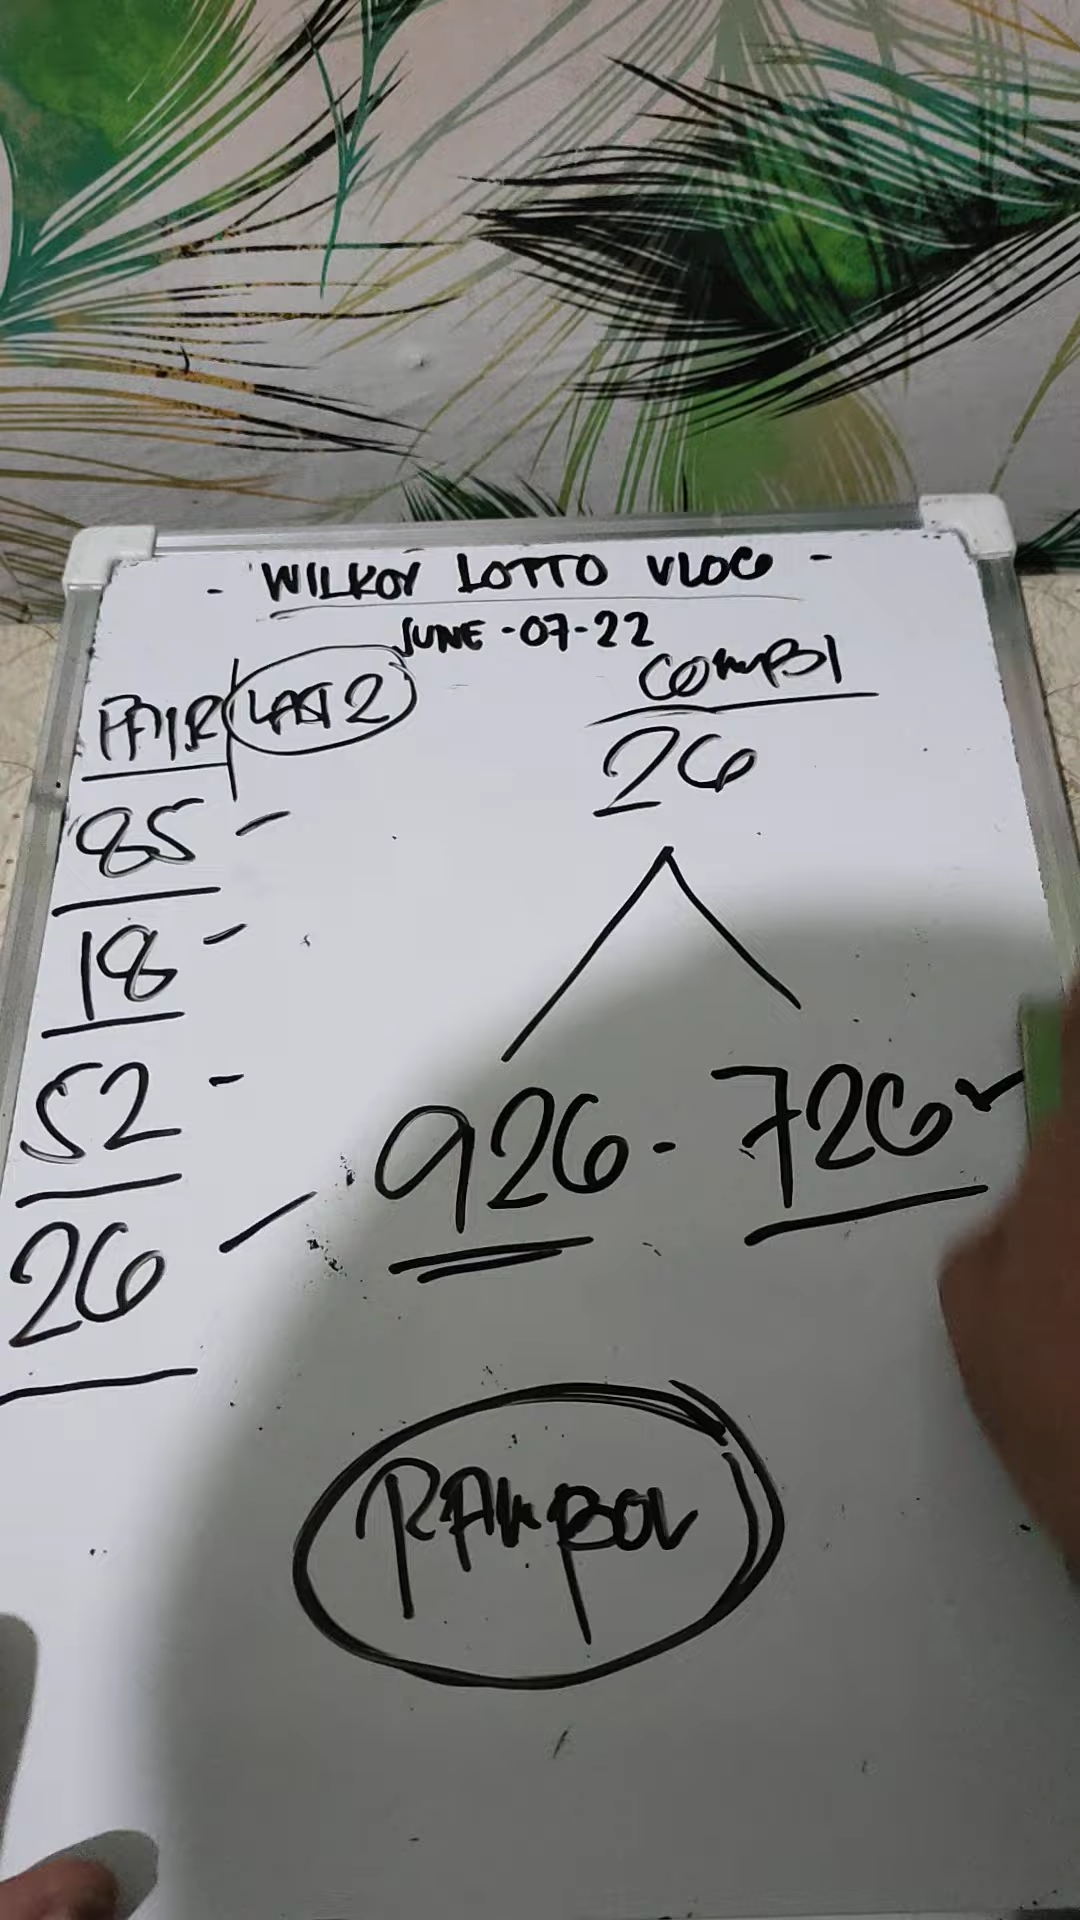 - WILKOY LOTTO VLOG -
JUNE - 07-22
PAIR LAST 2
COMBI
26
85 -
18 -
52 -
926 - 726
26 -
RAMBOL